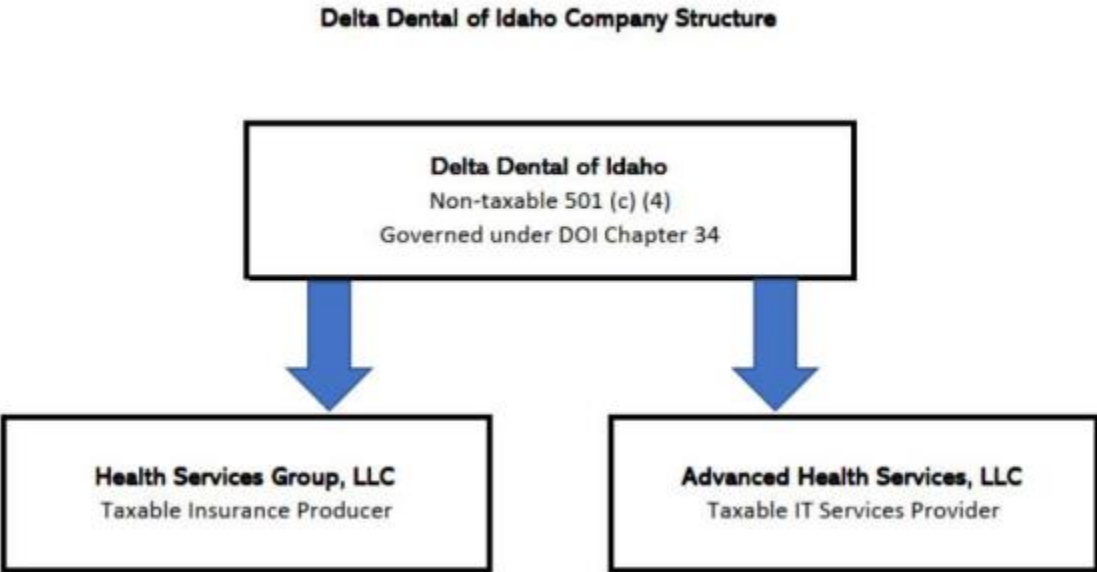 Delta Dental of Idaho Company Structure
Delta Dental of Idaho
Non-taxable 501 (c) (4)
Governed under DOI Chapter 34
Health Services Group, LLC
Taxable Insurance Producer
Advanced Health Services, LLC
Taxable IT Services Provider